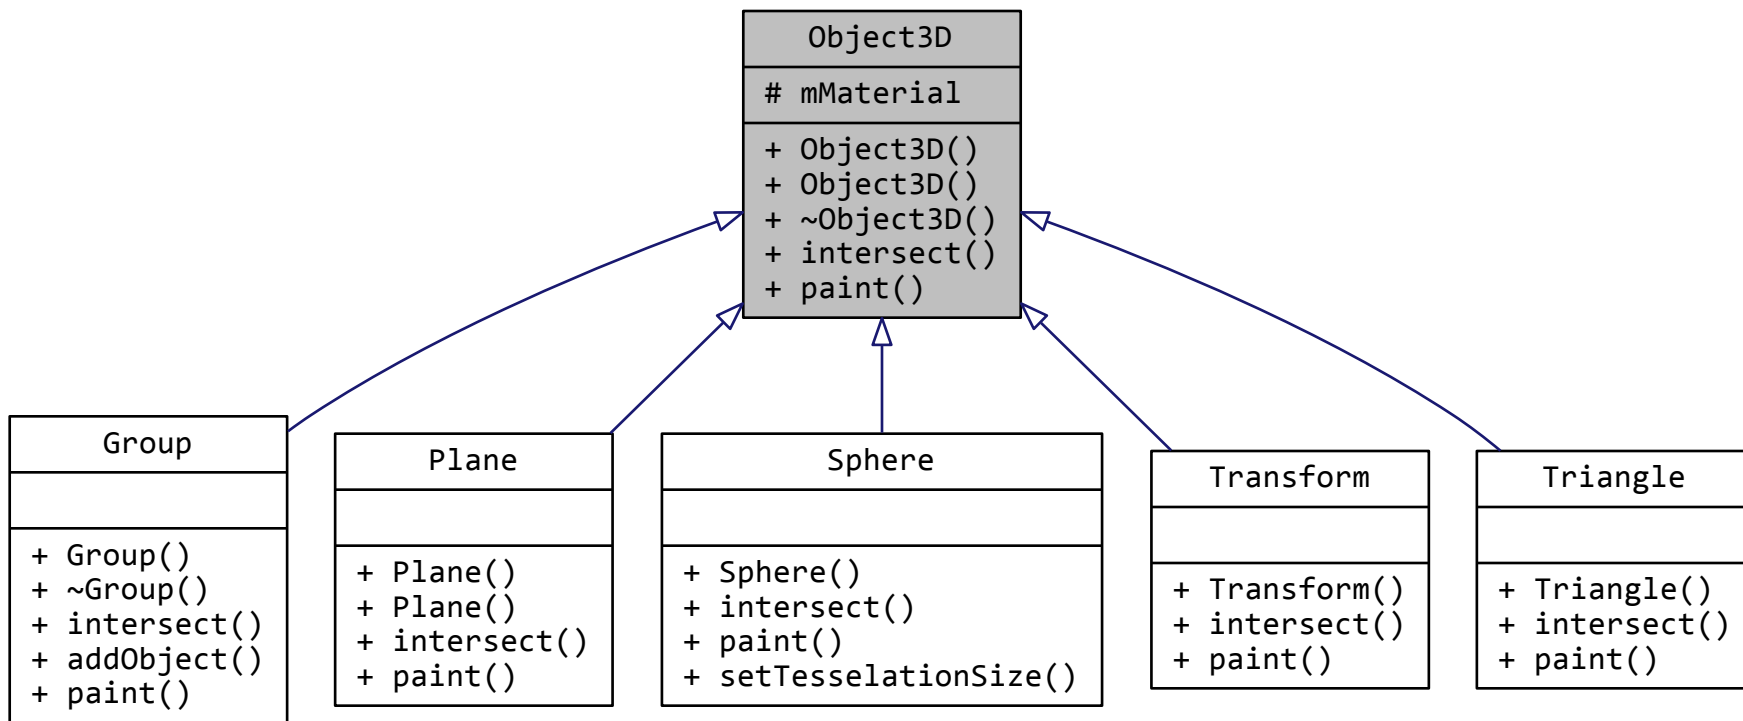 Object3D
# mMaterial
+ Object3D()
+ Object3D()
+ ~Object3D()
+ intersect()
+ paint()
Group
+ Group()
+ ~Group()
+ intersect()
+ addObject()
+ paint()
Plane
+ Plane()
+ Plane()
+ intersect()
+ paint()
Sphere
+ Sphere()
+ intersect()
+ paint()
+ setTesselationSize()
Transform
+ Transform()
+ intersect()
+ paint()
Triangle
+ Triangle()
+ intersect()
+ paint()